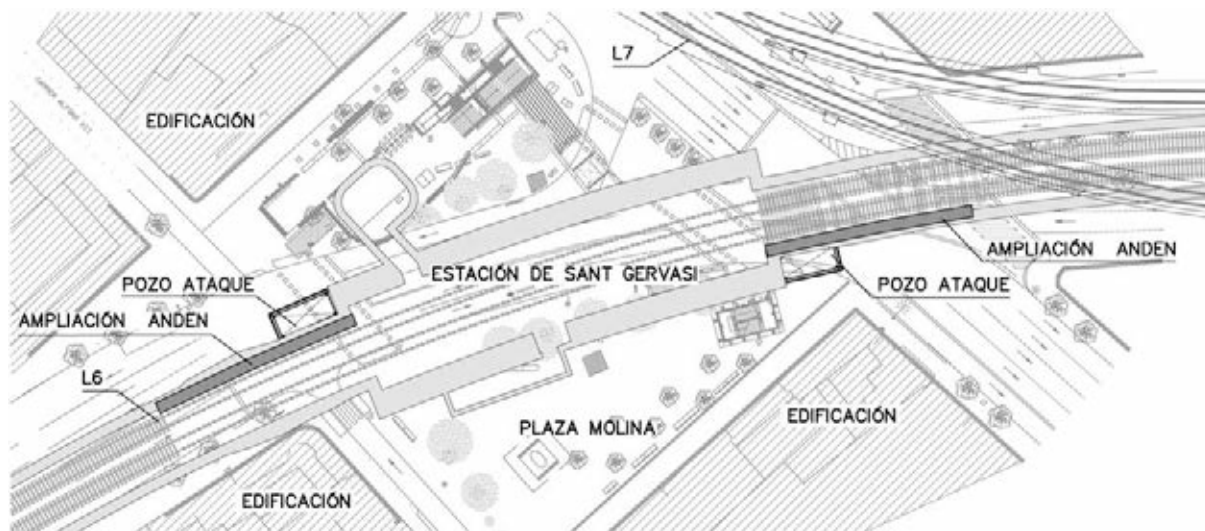 L7
EDIFICACIÓN
ESTACIÓN DE SANT GERVASI
AMPLIACIÓN ANDEN
POZO ATAQUE
POZO ATAQUE
AMPLIACIÓN ANDEN
L6
PLAZA MOLINA
EDIFICACIÓN
EDIFICACIÓN